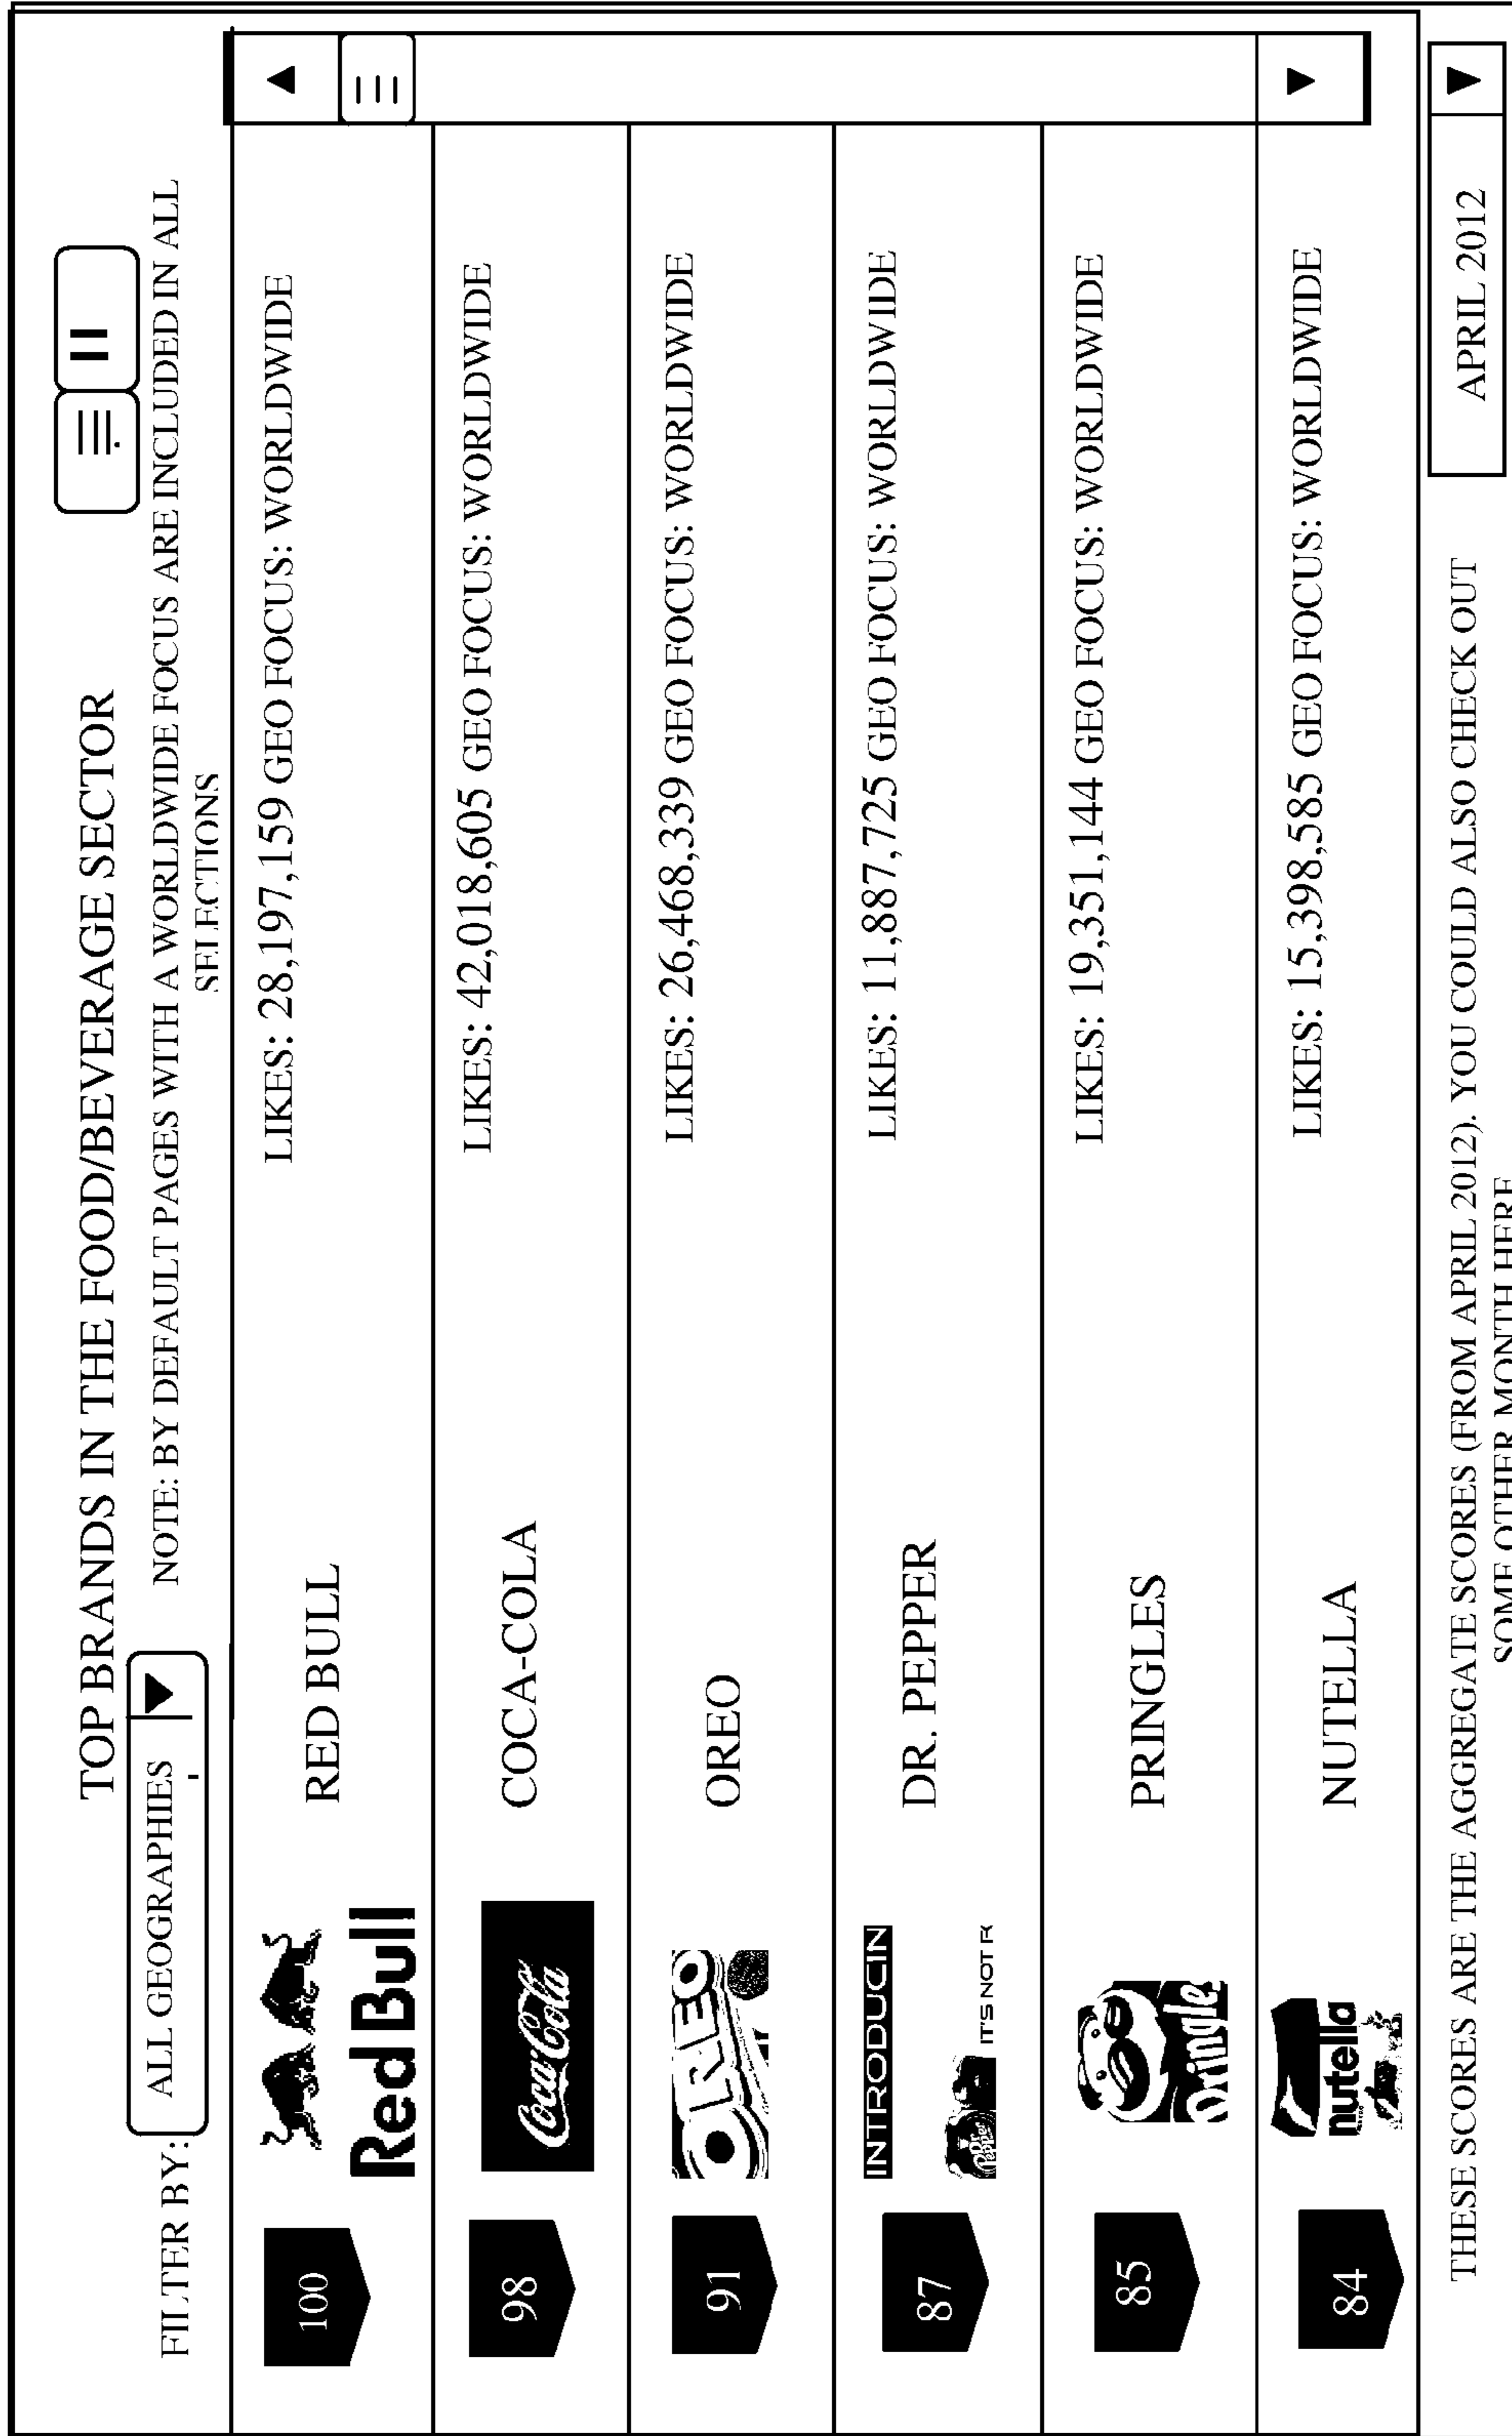 TOP BRANDS IN THE FOOD/BEVERAGE SECTOR
FILTER BY: ALL GEOGRAPHIES
NOTE: BY DEFAULT PAGES WITH A WORLDWIDE FOCUS ARE INCLUDED IN ALL
SELECTIONS
100
Red Bull
RED BULL
LIKES: 28,197,159 GEO FOCUS: WORLDWIDE
98
Coca-Cola
COCA-COLA
LIKES: 42,018,605 GEO FOCUS: WORLDWIDE
91
OREO
OREO
LIKES: 26,468,339 GEO FOCUS: WORLDWIDE
87
INTRODUCIN
Dr Pepper
IT'S NOT F
DR. PEPPER
LIKES: 11,887,725 GEO FOCUS: WORLDWIDE
85
Pringle
PRINGLES
LIKES: 19,351,144 GEO FOCUS: WORLDWIDE
84
nutella
NUTELLA
LIKES: 15,398,585 GEO FOCUS: WORLDWIDE
THESE SCORES ARE THE AGGREGATE SCORES (FROM APRIL 2012). YOU COULD ALSO CHECK OUT
SOME OTHER MONTH HERE
APRIL 2012